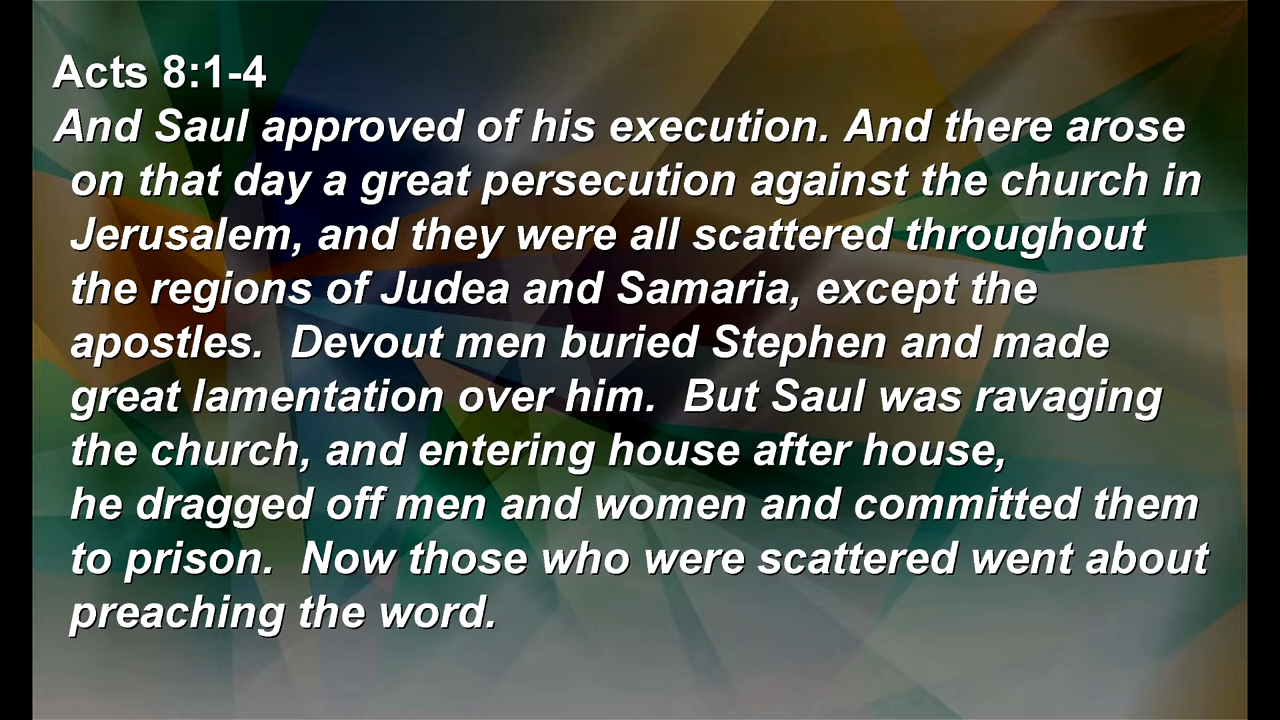 Acts 8:1-4
And Saul approved of his execution. And there arose
on that day a great persecution against the church in
Jerusalem, and they were all scattered throughout
the regions of Judea and Samaria, except the
apostles.  Devout men buried Stephen and made
great lamentation over him.  But Saul was ravaging
the church, and entering house after house,
he dragged off men and women and committed them
to prison.  Now those who were scattered went about
preaching the word.